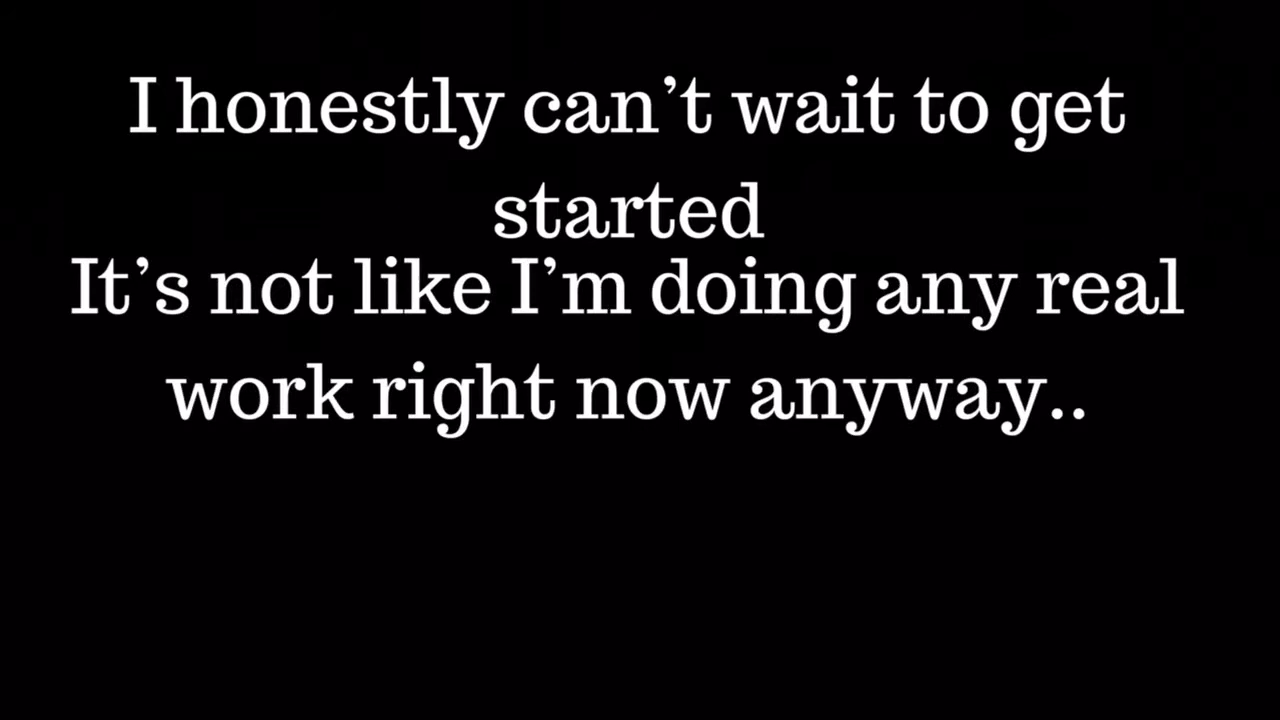 I honestly can’t wait to get
started
It’s not like I’m doing any real
work right now anyway..